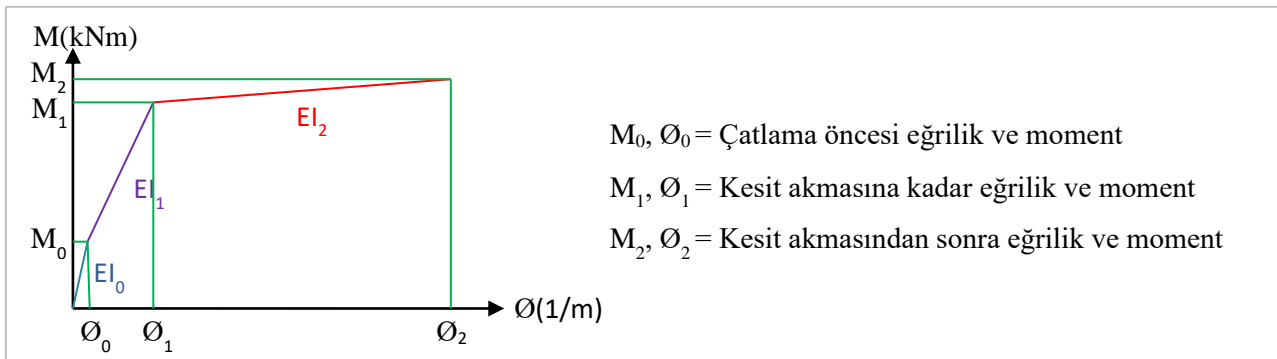 M(kNm)
M₂
M₁
EI₂
M₀, Ø₀ = Çatlama öncesi eğrilik ve moment
EI₁
M₁, Ø₁ = Kesit akmasına kadar eğrilik ve moment
M₀
M₂, Ø₂ = Kesit akmasından sonra eğrilik ve moment
EI₀
Ø(1/m)
Ø₀ Ø₁ Ø₂